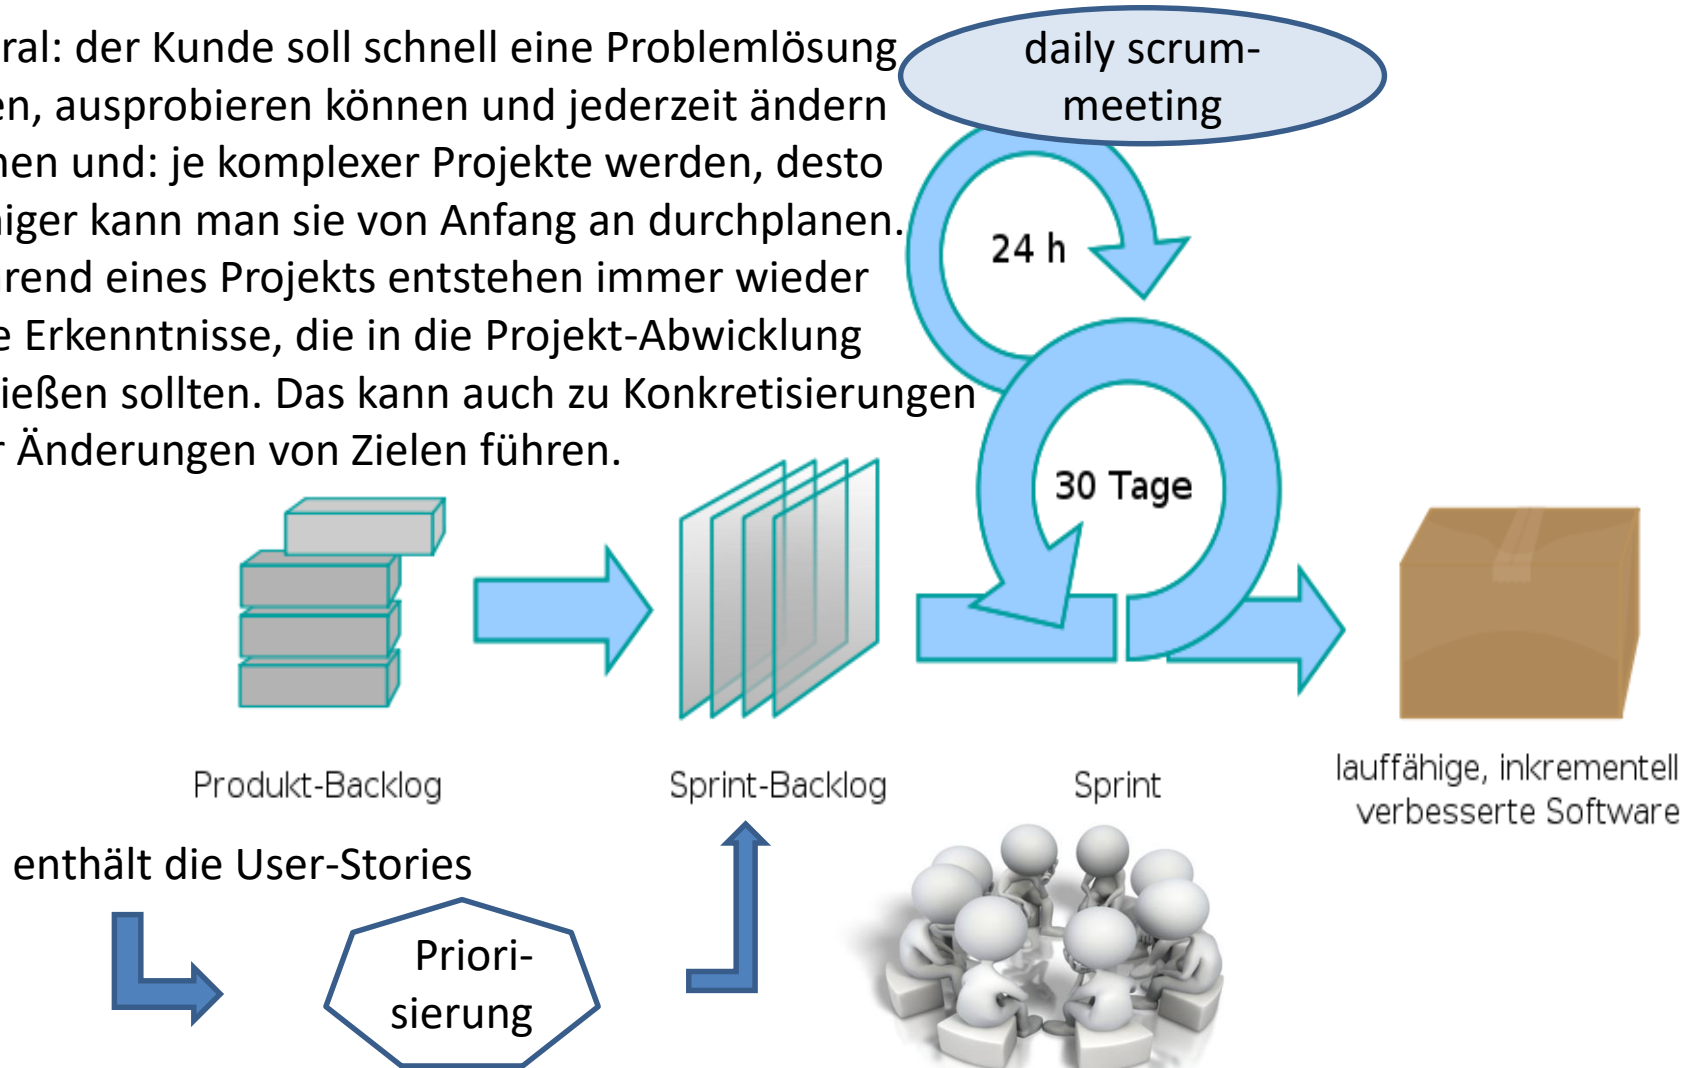 ral: der Kunde soll schnell eine Problemlösung
en, ausprobieren können und jederzeit ändern
nen und: je komplexer Projekte werden, desto
niger kann man sie von Anfang an durchplanen.
rend eines Projekts entstehen immer wieder
e Erkenntnisse, die in die Projekt-Abwicklung
ießen sollten. Das kann auch zu Konkretisierungen
r Änderungen von Zielen führen.
daily scrum-
meeting
24 h
30 Tage
Produkt-Backlog
Sprint-Backlog
Sprint
lauffähige, inkrementell
verbesserte Software
enthält die User-Stories
Priori-
sierung